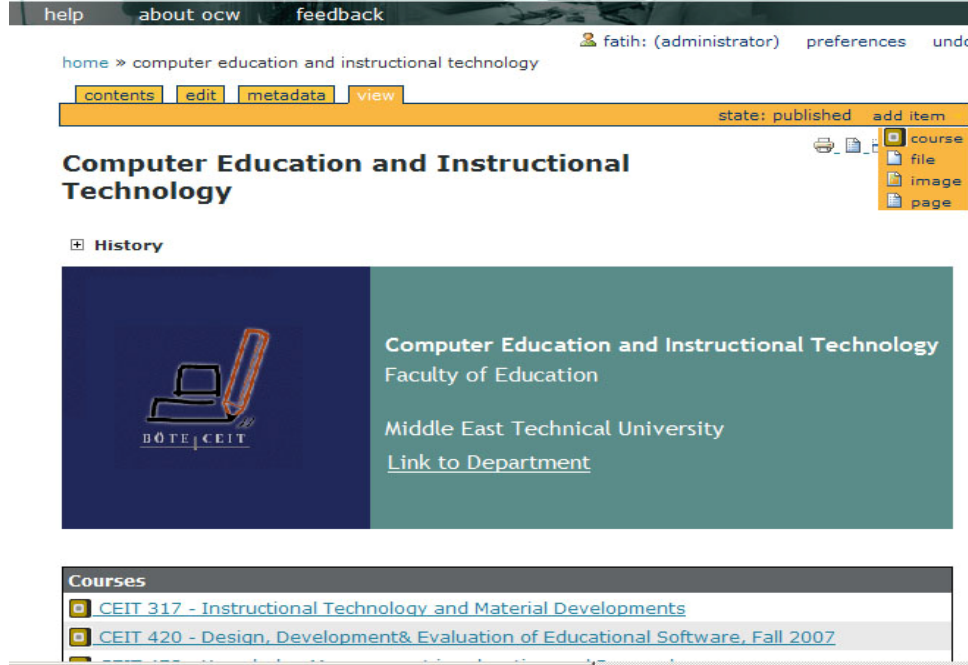 help about ocw feedback
fatih: (administrator) preferences undo
home » computer education and instructional technology
contents edit metadata view
state: published add item
course
file
image
page
Computer Education and Instructional
Technology
History
Computer Education and Instructional Technology
Faculty of Education
Middle East Technical University
Link to Department
BÖTE CEIT
Courses
CEIT 317 - Instructional Technology and Material Developments
CEIT 420 - Design, Development& Evaluation of Educational Software, Fall 2007